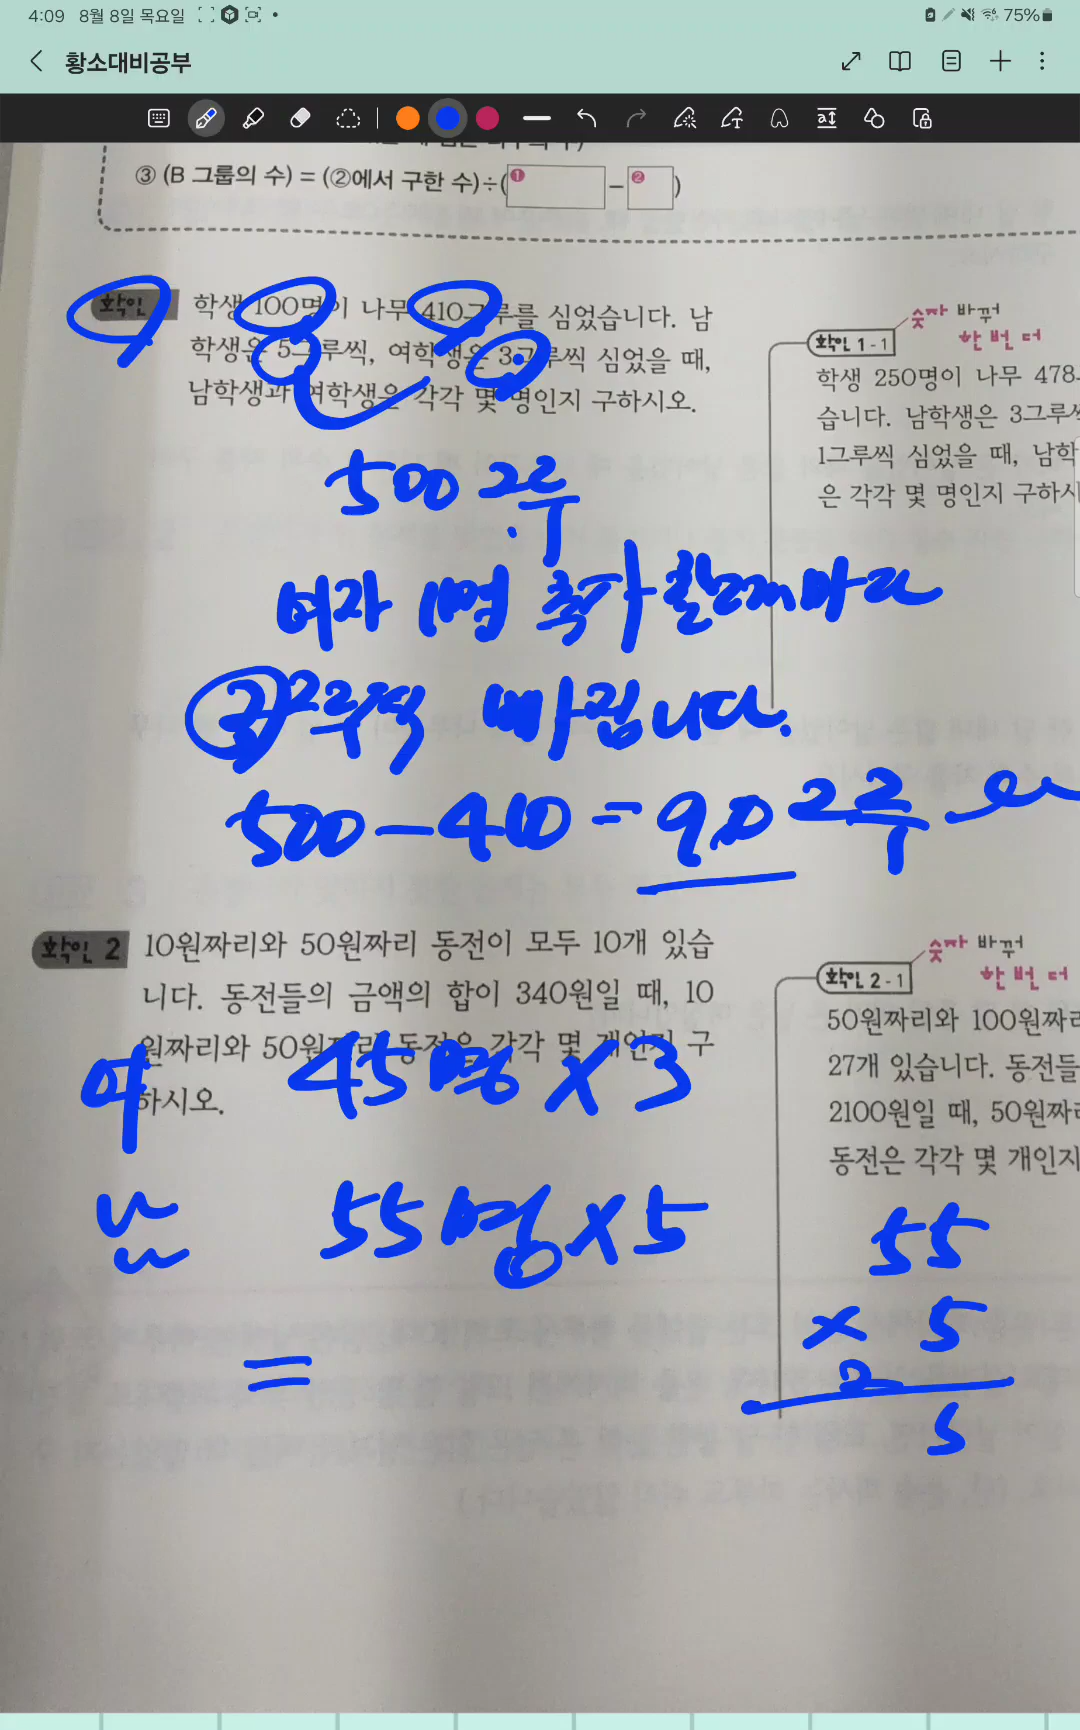 4:09 8월 8일 목요일 75%
황소대비공부
③ (B 그룹의 수) = (②에서 구한 수)÷(❶ - ❷)
확인
학생 100명이 나무 410그루를 심었습니다. 남
학생은 5그루씩, 여학생은 3그루씩 심었을 때,
남학생과 여학생은 각각 몇 명인지 구하시오.
숫자 바꿔
한 번 더
확인 1-1
학생 250명이 나무 478
습니다. 남학생은 3그루씩
1그루씩 심었을 때, 남학
은 각각 몇 명인지 구하시
500그루
여자 1명 추가 할때마다
2그루씩 빠집니다.
500-410=90그루
확인 2
10원짜리와 50원짜리 동전이 모두 10개 있습
니다. 동전들의 금액의 합이 340원일 때, 10
원짜리와 50원짜리 동전은 각각 몇 개인지 구
하시오.
숫자 바꿔
한 번 더
확인 2-1
50원짜리와 100원짜리
27개 있습니다. 동전들
2100원일 때, 50원짜리
동전은 각각 몇 개인지
여 45명×3
남 55명×5
=
55
× 5
2
5